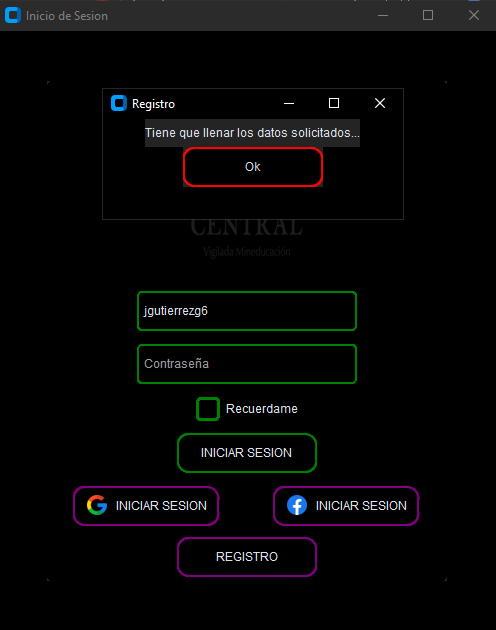 Inicio de Sesion
Registro
Tiene que llenar los datos solicitados...
Ok
CENTRAL
Vigilada Mineducación
jgutierrezg6
Contraseña
Recuerdame
INICIAR SESION
INICIAR SESION
INICIAR SESION
REGISTRO